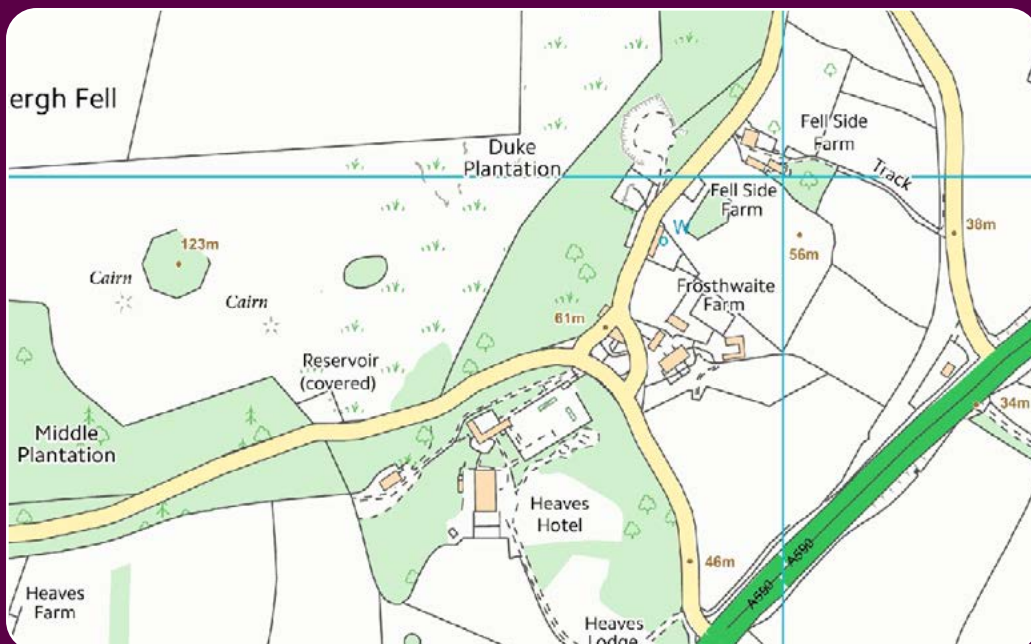 ergh Fell
Duke
Plantation
Fell Side
Farm
Track
Fell Side
Farm
W
38m
56m
123m
Cairn
Cairn
Frosthwaite
Farm
61m
Reservoir
(covered)
34m
Middle
Plantation
Heaves
Hotel
46m
A590
A590
Heaves
Farm
Heaves
Lodge